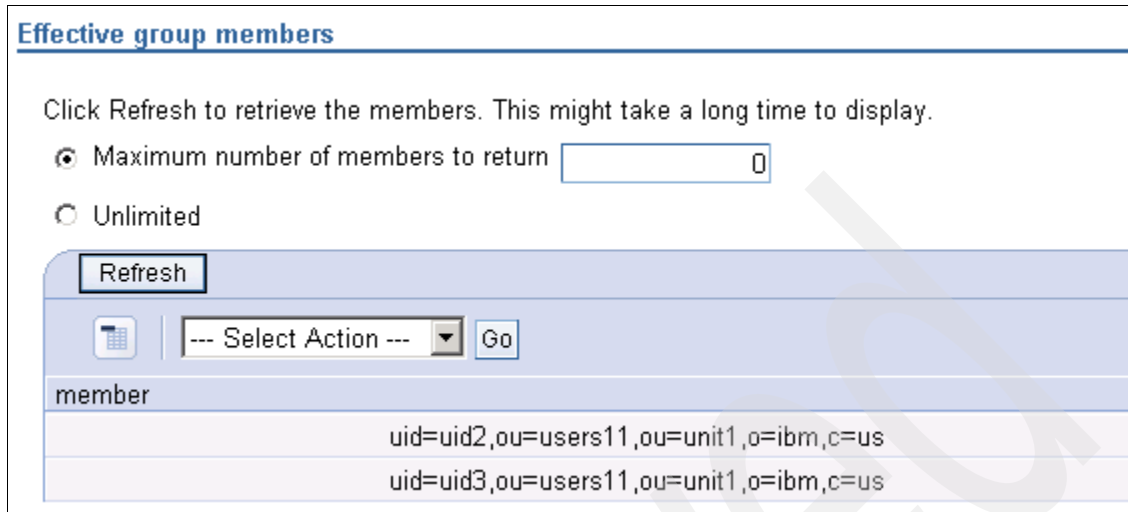 Effective group members
Click Refresh to retrieve the members. This might take a long time to display.
Maximum number of members to return 0
Unlimited
Refresh
--- Select Action --- Go
member
uid=uid2,ou=users11,ou=unit1,o=ibm,c=us
uid=uid3,ou=users11,ou=unit1,o=ibm,c=us